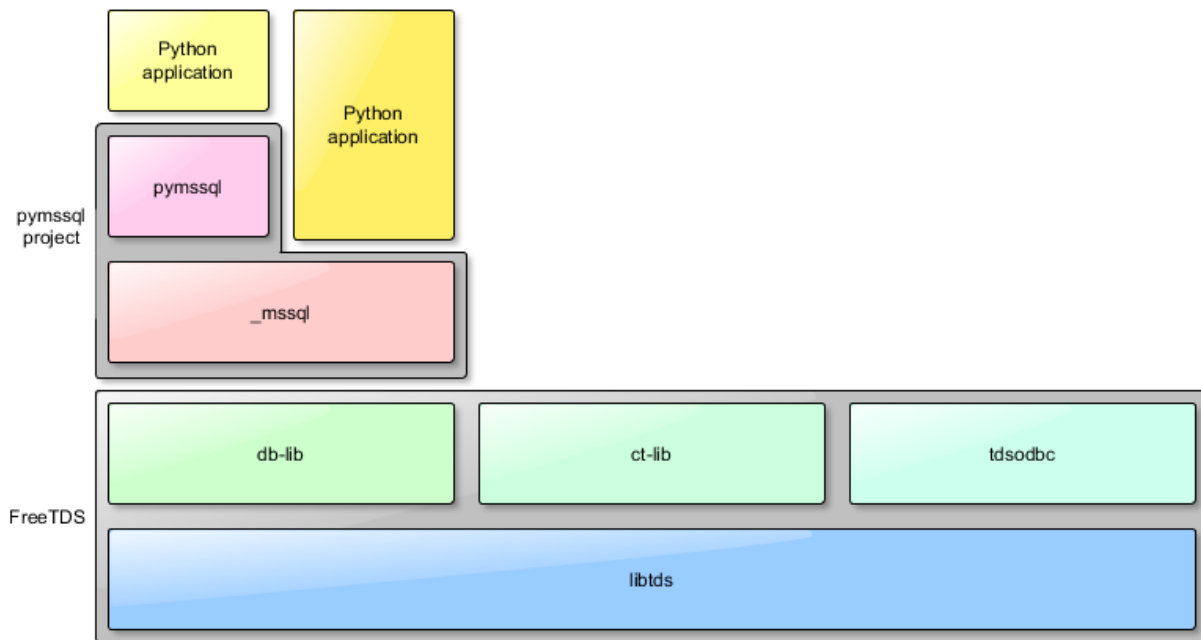 Python
application
Python
application
pymssql
pymssql
project
_mssql
db-lib
ct-lib
tdsodbc
FreeTDS
libtds